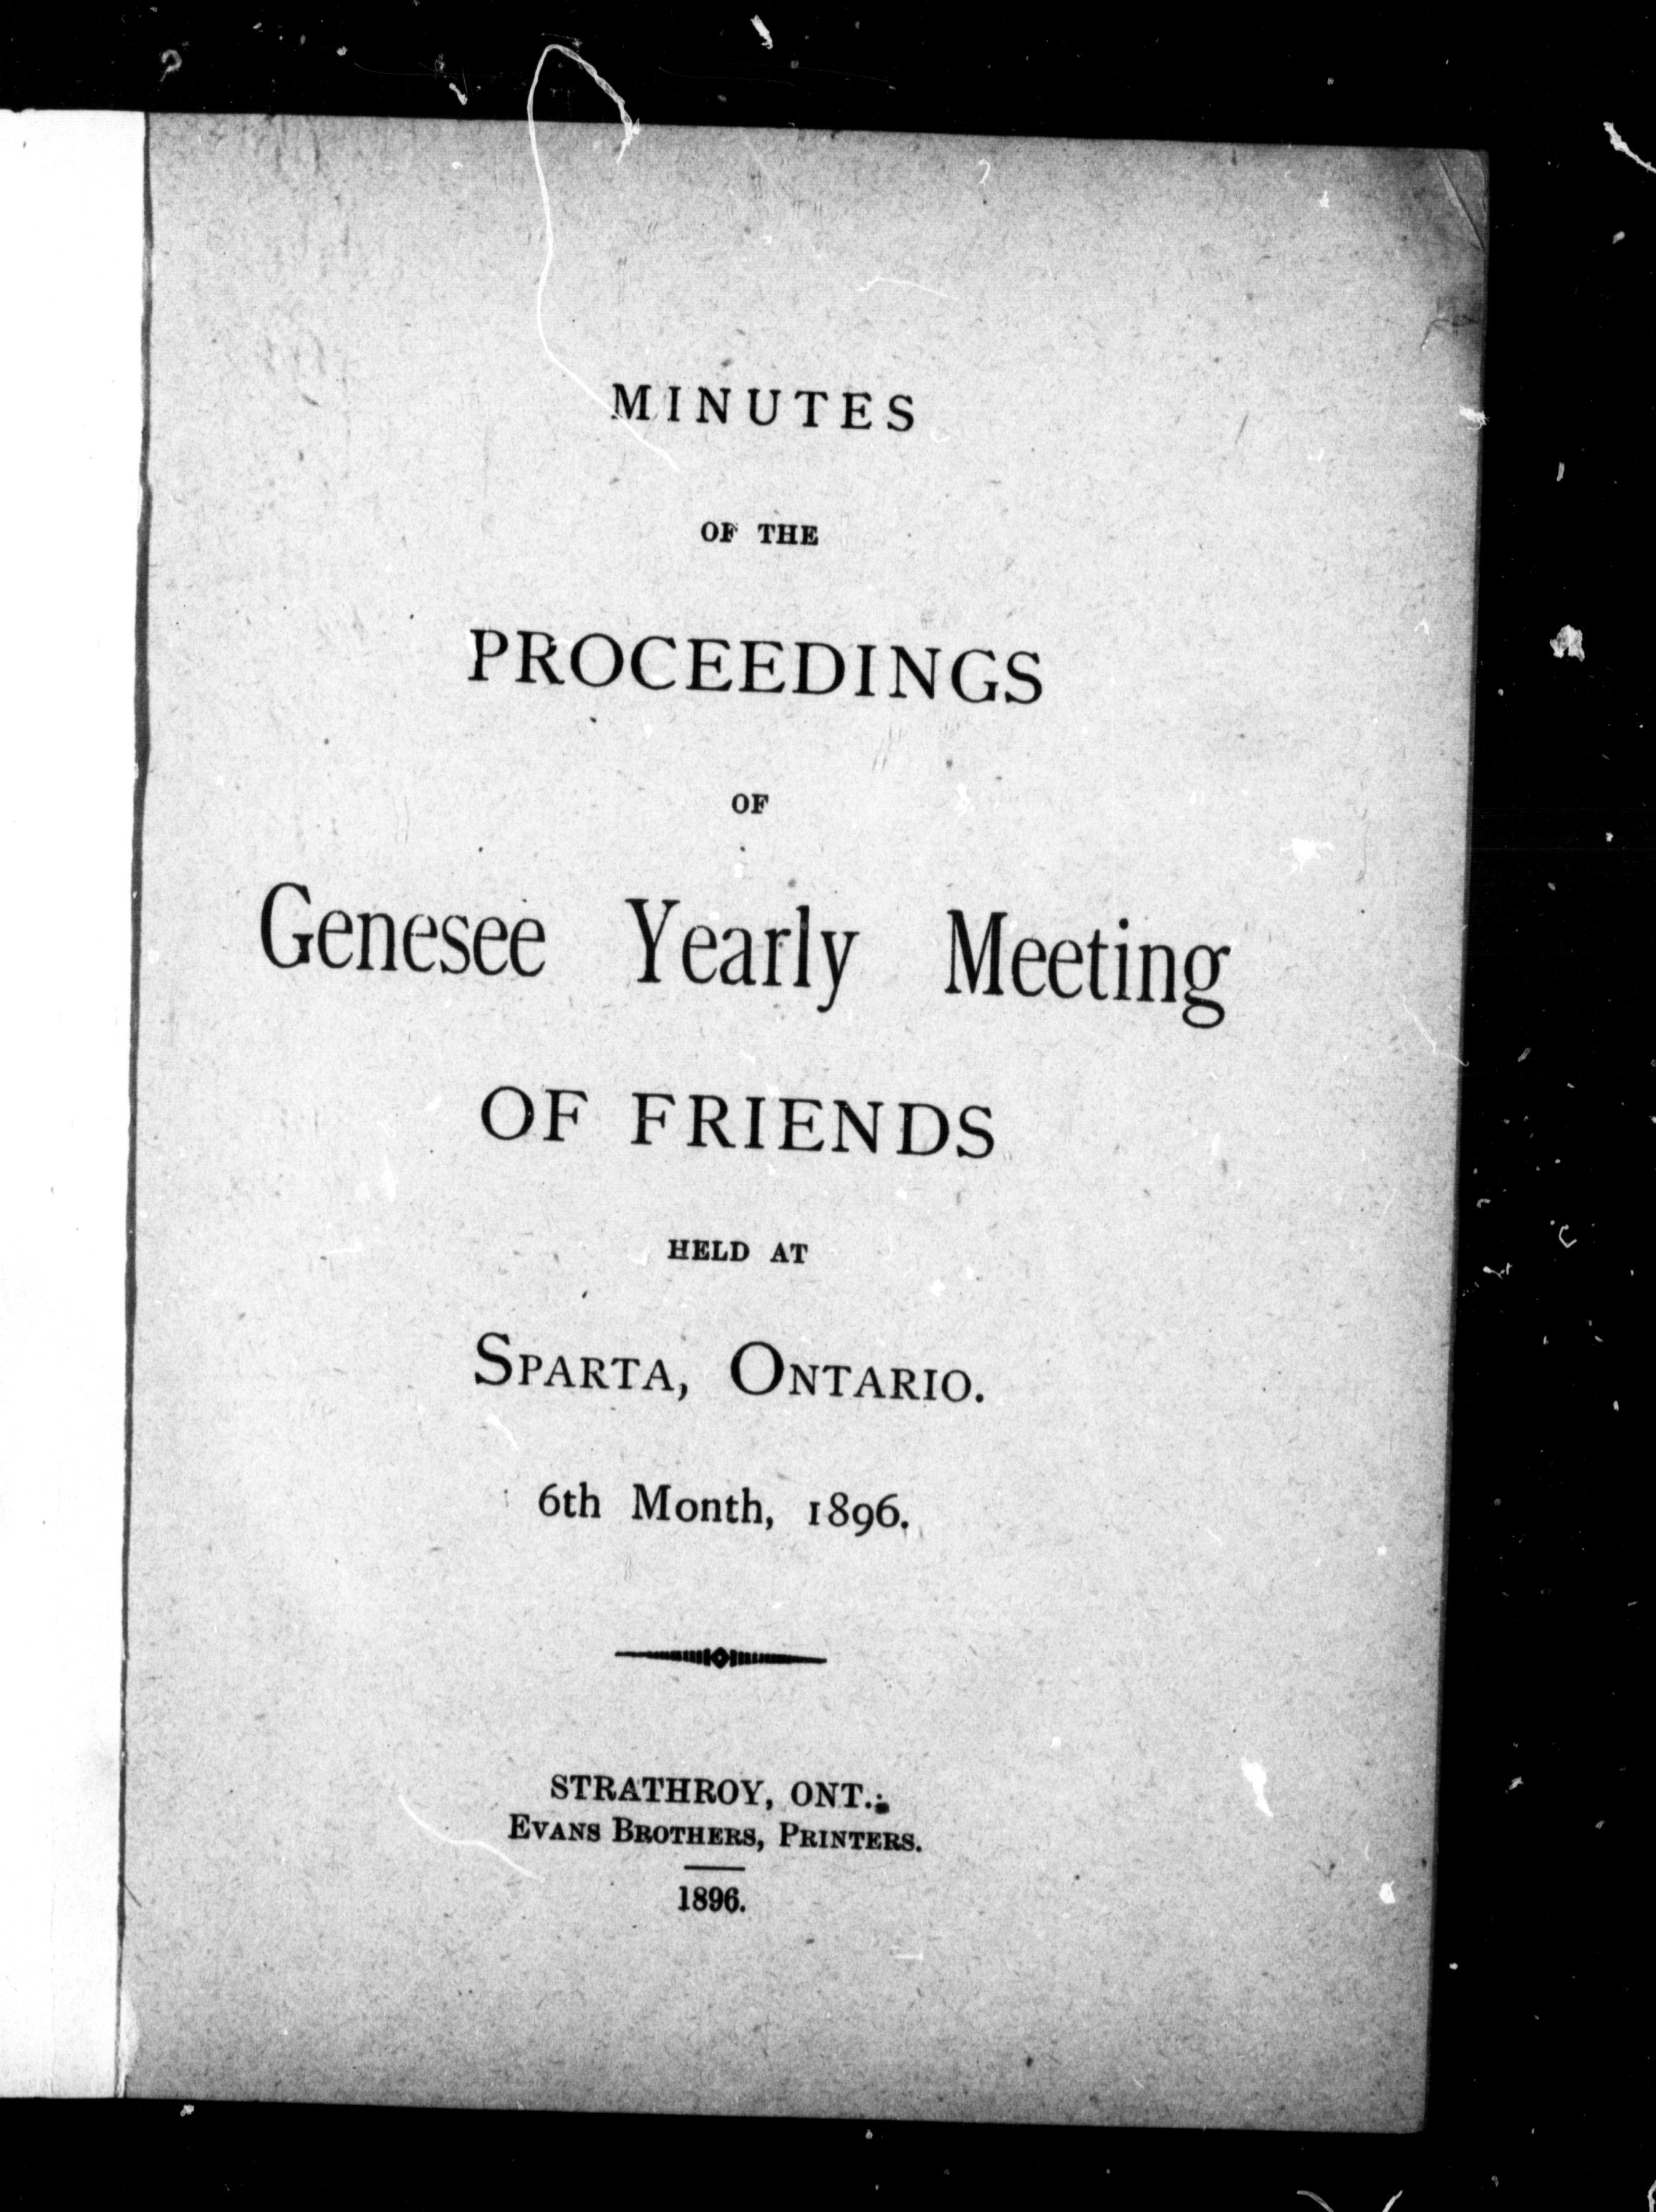 MINUTES
OF THE
PROCEEDINGS
OF
Genesee Yearly Meeting
OF FRIENDS
HELD AT
SPARTA, ONTARIO.
6th Month, 1896.
STRATHROY, ONT.:
EVANS BROTHERS, PRINTERS.
1896.